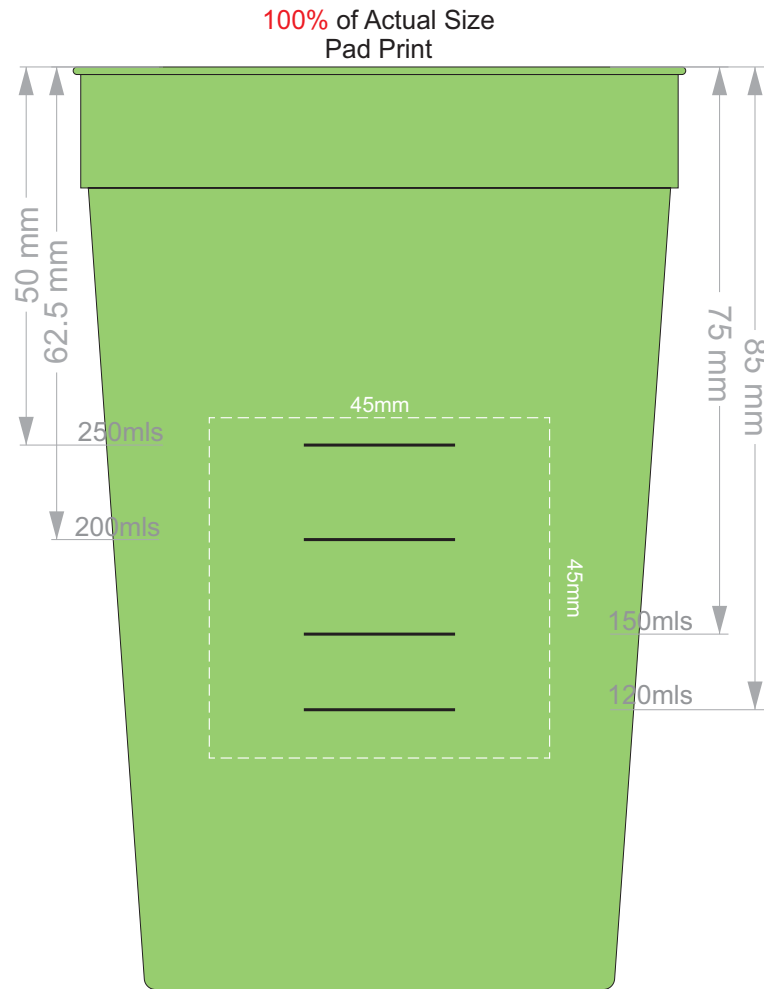 100% of Actual Size
Pad Print
50 mm
62.5 mm
75 mm
85 mm
45mm
250mls
200mls
45mm
150mls
120mls